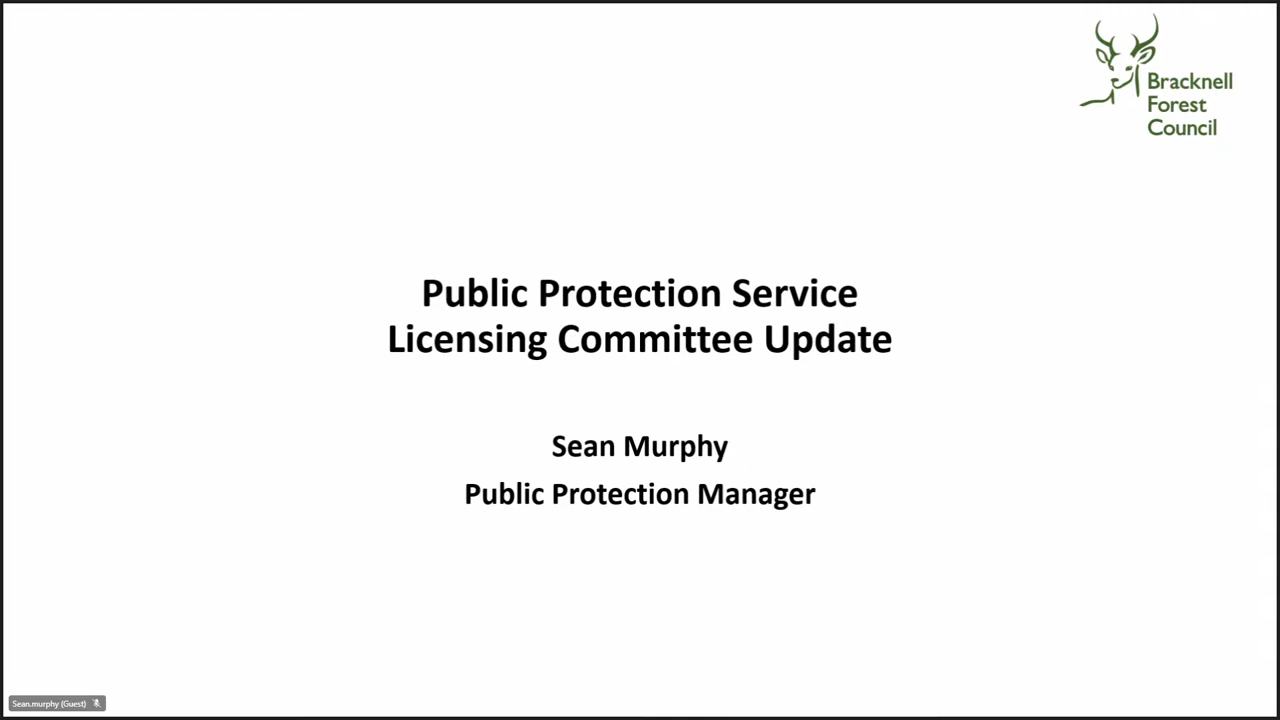 Bracknell
Forest
Council
Public Protection Service
Licensing Committee Update
Sean Murphy
Public Protection Manager
Sean.murphy (Guest)